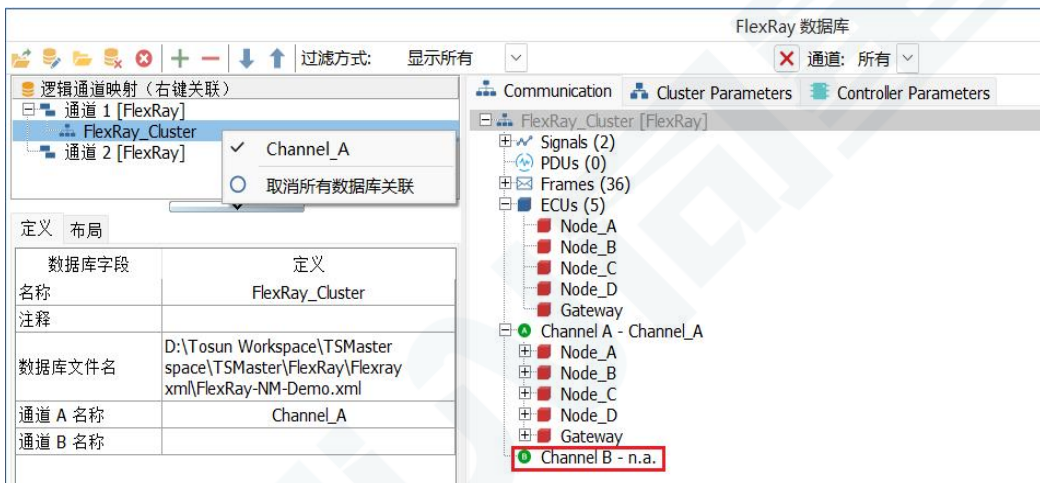 FlexRay 数据库
过滤方式: 显示所有 通道: 所有
逻辑通道映射（右键关联）
通道 1 [FlexRay]
FlexRay_Cluster
通道 2 [FlexRay]
Channel_A
取消所有数据库关联
定义 布局
数据库字段 定义
名称 FlexRay_Cluster
注释
数据库文件名 D:\Tosun Workspace\TSMaster
space\TSMaster\FlexRay\Flexray
xml\FlexRay-NM-Demo.xml
通道 A 名称 Channel_A
通道 B 名称
Communication Cluster Parameters Controller Parameters
FlexRay_Cluster [FlexRay]
Signals (2)
PDUs (0)
Frames (36)
ECUs (5)
Node_A
Node_B
Node_C
Node_D
Gateway
A Channel A - Channel_A
Node_A
Node_B
Node_C
Node_D
Gateway
B Channel B - n.a.